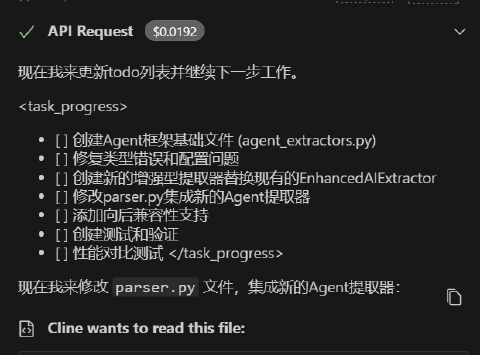 API Request $0.0192
现在我来更新todo列表并继续下一步工作。
<task_progress>
• [ ] 创建Agent框架基础文件 (agent_extractors.py)
• [ ] 修复类型错误和配置问题
• [ ] 创建新的增强型提取器替换现有的EnhancedAIExtractor
• [ ] 修改parser.py集成新的Agent提取器
• [ ] 添加向后兼容性支持
• [ ] 创建测试和验证
• [ ] 性能对比测试 </task_progress>
现在我来修改 parser.py 文件，集成新的Agent提取器：
Cline wants to read this file: